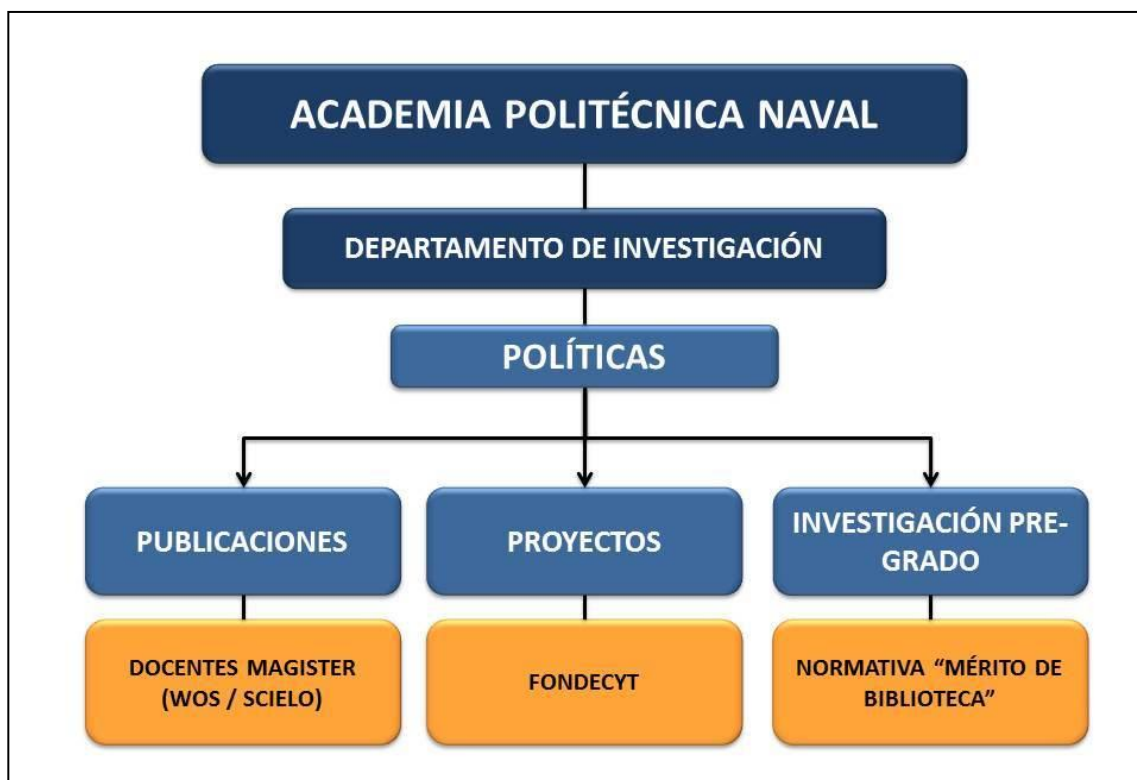 ACADEMIA POLITÉCNICA NAVAL
DEPARTAMENTO DE INVESTIGACIÓN
POLÍTICAS
PUBLICACIONES
PROYECTOS
INVESTIGACIÓN PRE-
GRADO
DOCENTES MAGISTER
(WOS / SCIELO)
FONDECYT
NORMATIVA “MÉRITO DE
BIBLIOTECA”